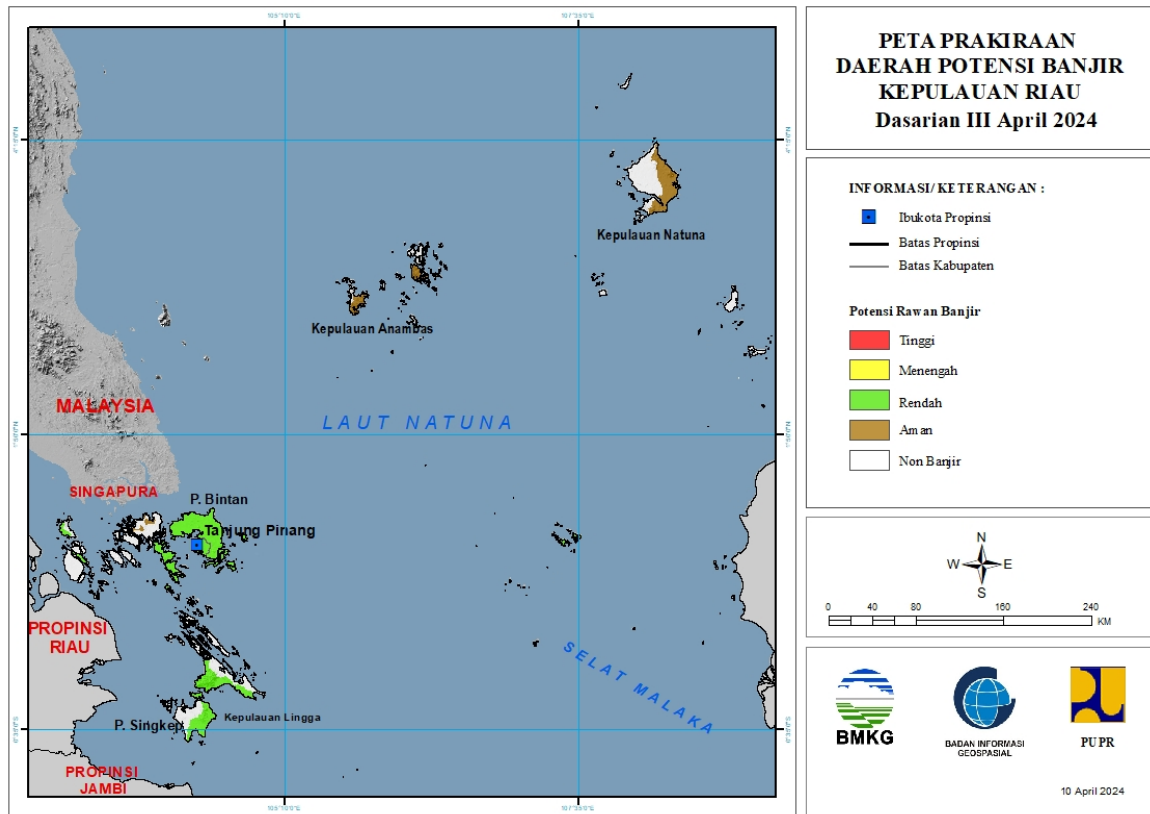 PETA PRAKIRAAN
DAERAH POTENSI BANJIR
KEPULAUAN RIAU
Dasarian III April 2024
INFORMASI/ KETERANGAN :
Ibukota Propinsi
Batas Propinsi
Batas Kabupaten
Potensi Rawan Banjir
Tinggi
Menengah
Rendah
Aman
Non Banjir
N
W E
S
0 40 80 160 240
KM
BMKG
BADAN INFORMASI
GEOSPASIAL
PUPR
10 April 2024
Kepulauan Natuna
Kepulauan Anambas
MALAYSIA
LAUT NATUNA
SINGAPURA
P. Bintan
Tanjung Pinang
PROPINSI
RIAU
SELAT MALAKA
P. Singkep
Kepulauan Lingga
PROPINSI
JAMBI